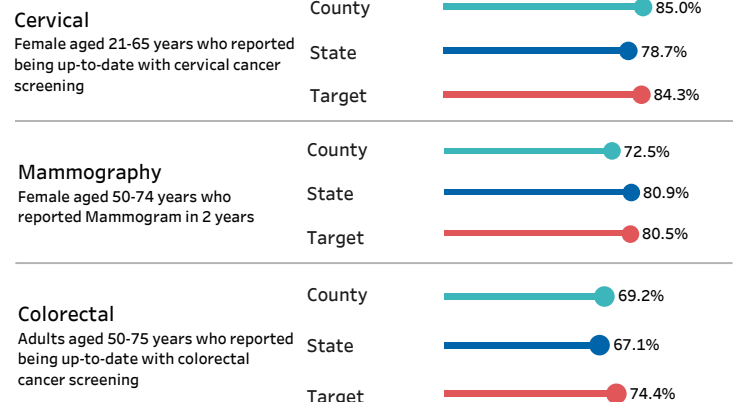 Cervical
Female aged 21-65 years who reported
being up-to-date with cervical cancer
screening
County
85.0%
State
78.7%
Target
84.3%
Mammography
Female aged 50-74 years who
reported Mammogram in 2 years
County
72.5%
State
80.9%
Target
80.5%
Colorectal
Adults aged 50-75 years who reported
being up-to-date with colorectal
cancer screening
County
69.2%
State
67.1%
Target
74.4%